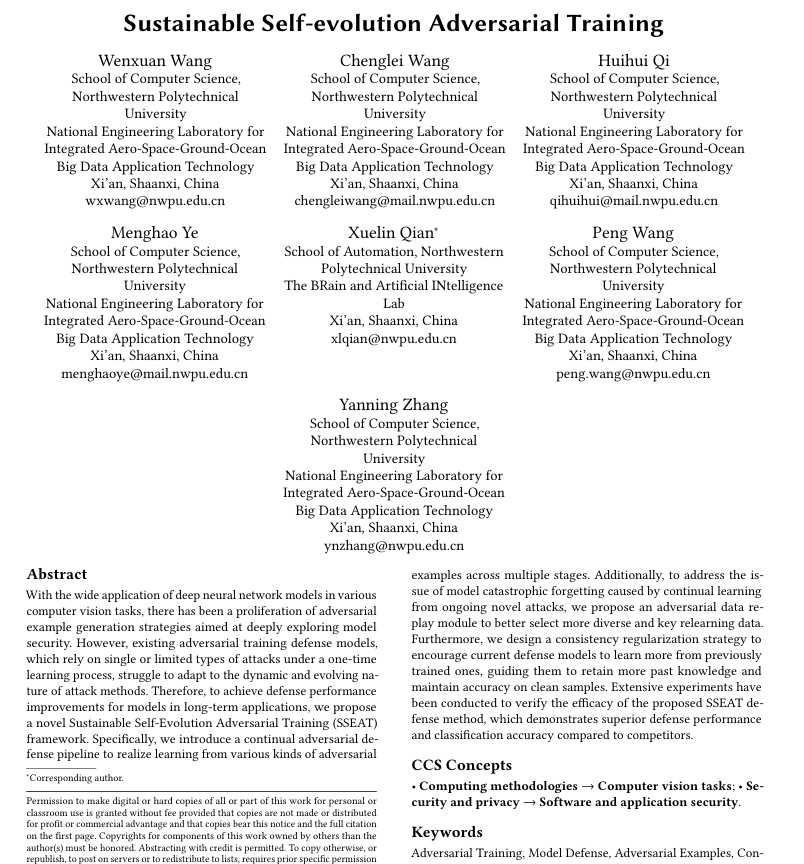 Sustainable Self-evolution Adversarial Training
Wenxuan Wang
School of Computer Science,
Northwestern Polytechnical
University
National Engineering Laboratory for
Integrated Aero-Space-Ground-Ocean
Big Data Application Technology
Xi'an, Shaanxi, China
wxwang@nwpu.edu.cn
Chenglei Wang
School of Computer Science,
Northwestern Polytechnical
University
National Engineering Laboratory for
Integrated Aero-Space-Ground-Ocean
Big Data Application Technology
Xi'an, Shaanxi, China
chengleiwang@mail.nwpu.edu.cn
Huihui Qi
School of Computer Science,
Northwestern Polytechnical
University
National Engineering Laboratory for
Integrated Aero-Space-Ground-Ocean
Big Data Application Technology
Xi'an, Shaanxi, China
qihuihui@mail.nwpu.edu.cn
Menghao Ye
School of Computer Science,
Northwestern Polytechnical
University
National Engineering Laboratory for
Integrated Aero-Space-Ground-Ocean
Big Data Application Technology
Xi'an, Shaanxi, China
menghaoye@mail.nwpu.edu.cn
Xuelin Qian*
School of Automation, Northwestern
Polytechnical University
The BRain and Artificial INtelligence
Lab
Xi'an, Shaanxi, China
xlqian@nwpu.edu.cn
Peng Wang
School of Computer Science,
Northwestern Polytechnical
University
National Engineering Laboratory for
Integrated Aero-Space-Ground-Ocean
Big Data Application Technology
Xi'an, Shaanxi, China
peng.wang@nwpu.edu.cn
Yanning Zhang
School of Computer Science,
Northwestern Polytechnical
University
National Engineering Laboratory for
Integrated Aero-Space-Ground-Ocean
Big Data Application Technology
Xi'an, Shaanxi, China
ynzhang@nwpu.edu.cn
Abstract
With the wide application of deep neural network models in various
computer vision tasks, there has been a proliferation of adversarial
example generation strategies aimed at deeply exploring model
security. However, existing adversarial training defense models,
which rely on single or limited types of attacks under a one-time
learning process, struggle to adapt to the dynamic and evolving na-
ture of attack methods. Therefore, to achieve defense performance
improvements for models in long-term applications, we propose
a novel Sustainable Self-Evolution Adversarial Training (SSEAT)
framework. Specifically, we introduce a continual adversarial de-
fense pipeline to realize learning from various kinds of adversarial
*Corresponding author.
Permission to make digital or hard copies of all or part of this work for personal or
classroom use is granted without fee provided that copies are not made or distributed
for profit or commercial advantage and that copies bear this notice and the full citation
on the first page. Copyrights for components of this work owned by others than the
author(s) must be honored. Abstracting with credit is permitted. To copy otherwise, or
republish, to post on servers or to redistribute to lists, requires prior specific permission
examples across multiple stages. Additionally, to address the is-
sue of model catastrophic forgetting caused by continual learning
from ongoing novel attacks, we propose an adversarial data re-
play module to better select more diverse and key relearning data.
Furthermore, we design a consistency regularization strategy to
encourage current defense models to learn more from previously
trained ones, guiding them to retain more past knowledge and
maintain accuracy on clean samples. Extensive experiments have
been conducted to verify the efficacy of the proposed SSEAT de-
fense method, which demonstrates superior defense performance
and classification accuracy compared to competitors.
CCS Concepts
• Computing methodologies → Computer vision tasks; • Se-
curity and privacy → Software and application security.
Keywords
Adversarial Training, Model Defense, Adversarial Examples, Con-